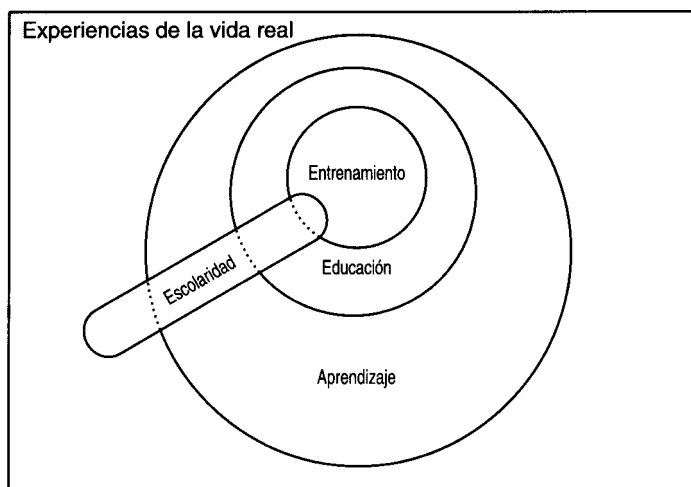 Experiencias de la vida real
Entrenamiento
Escolaridad
Educación
Aprendizaje